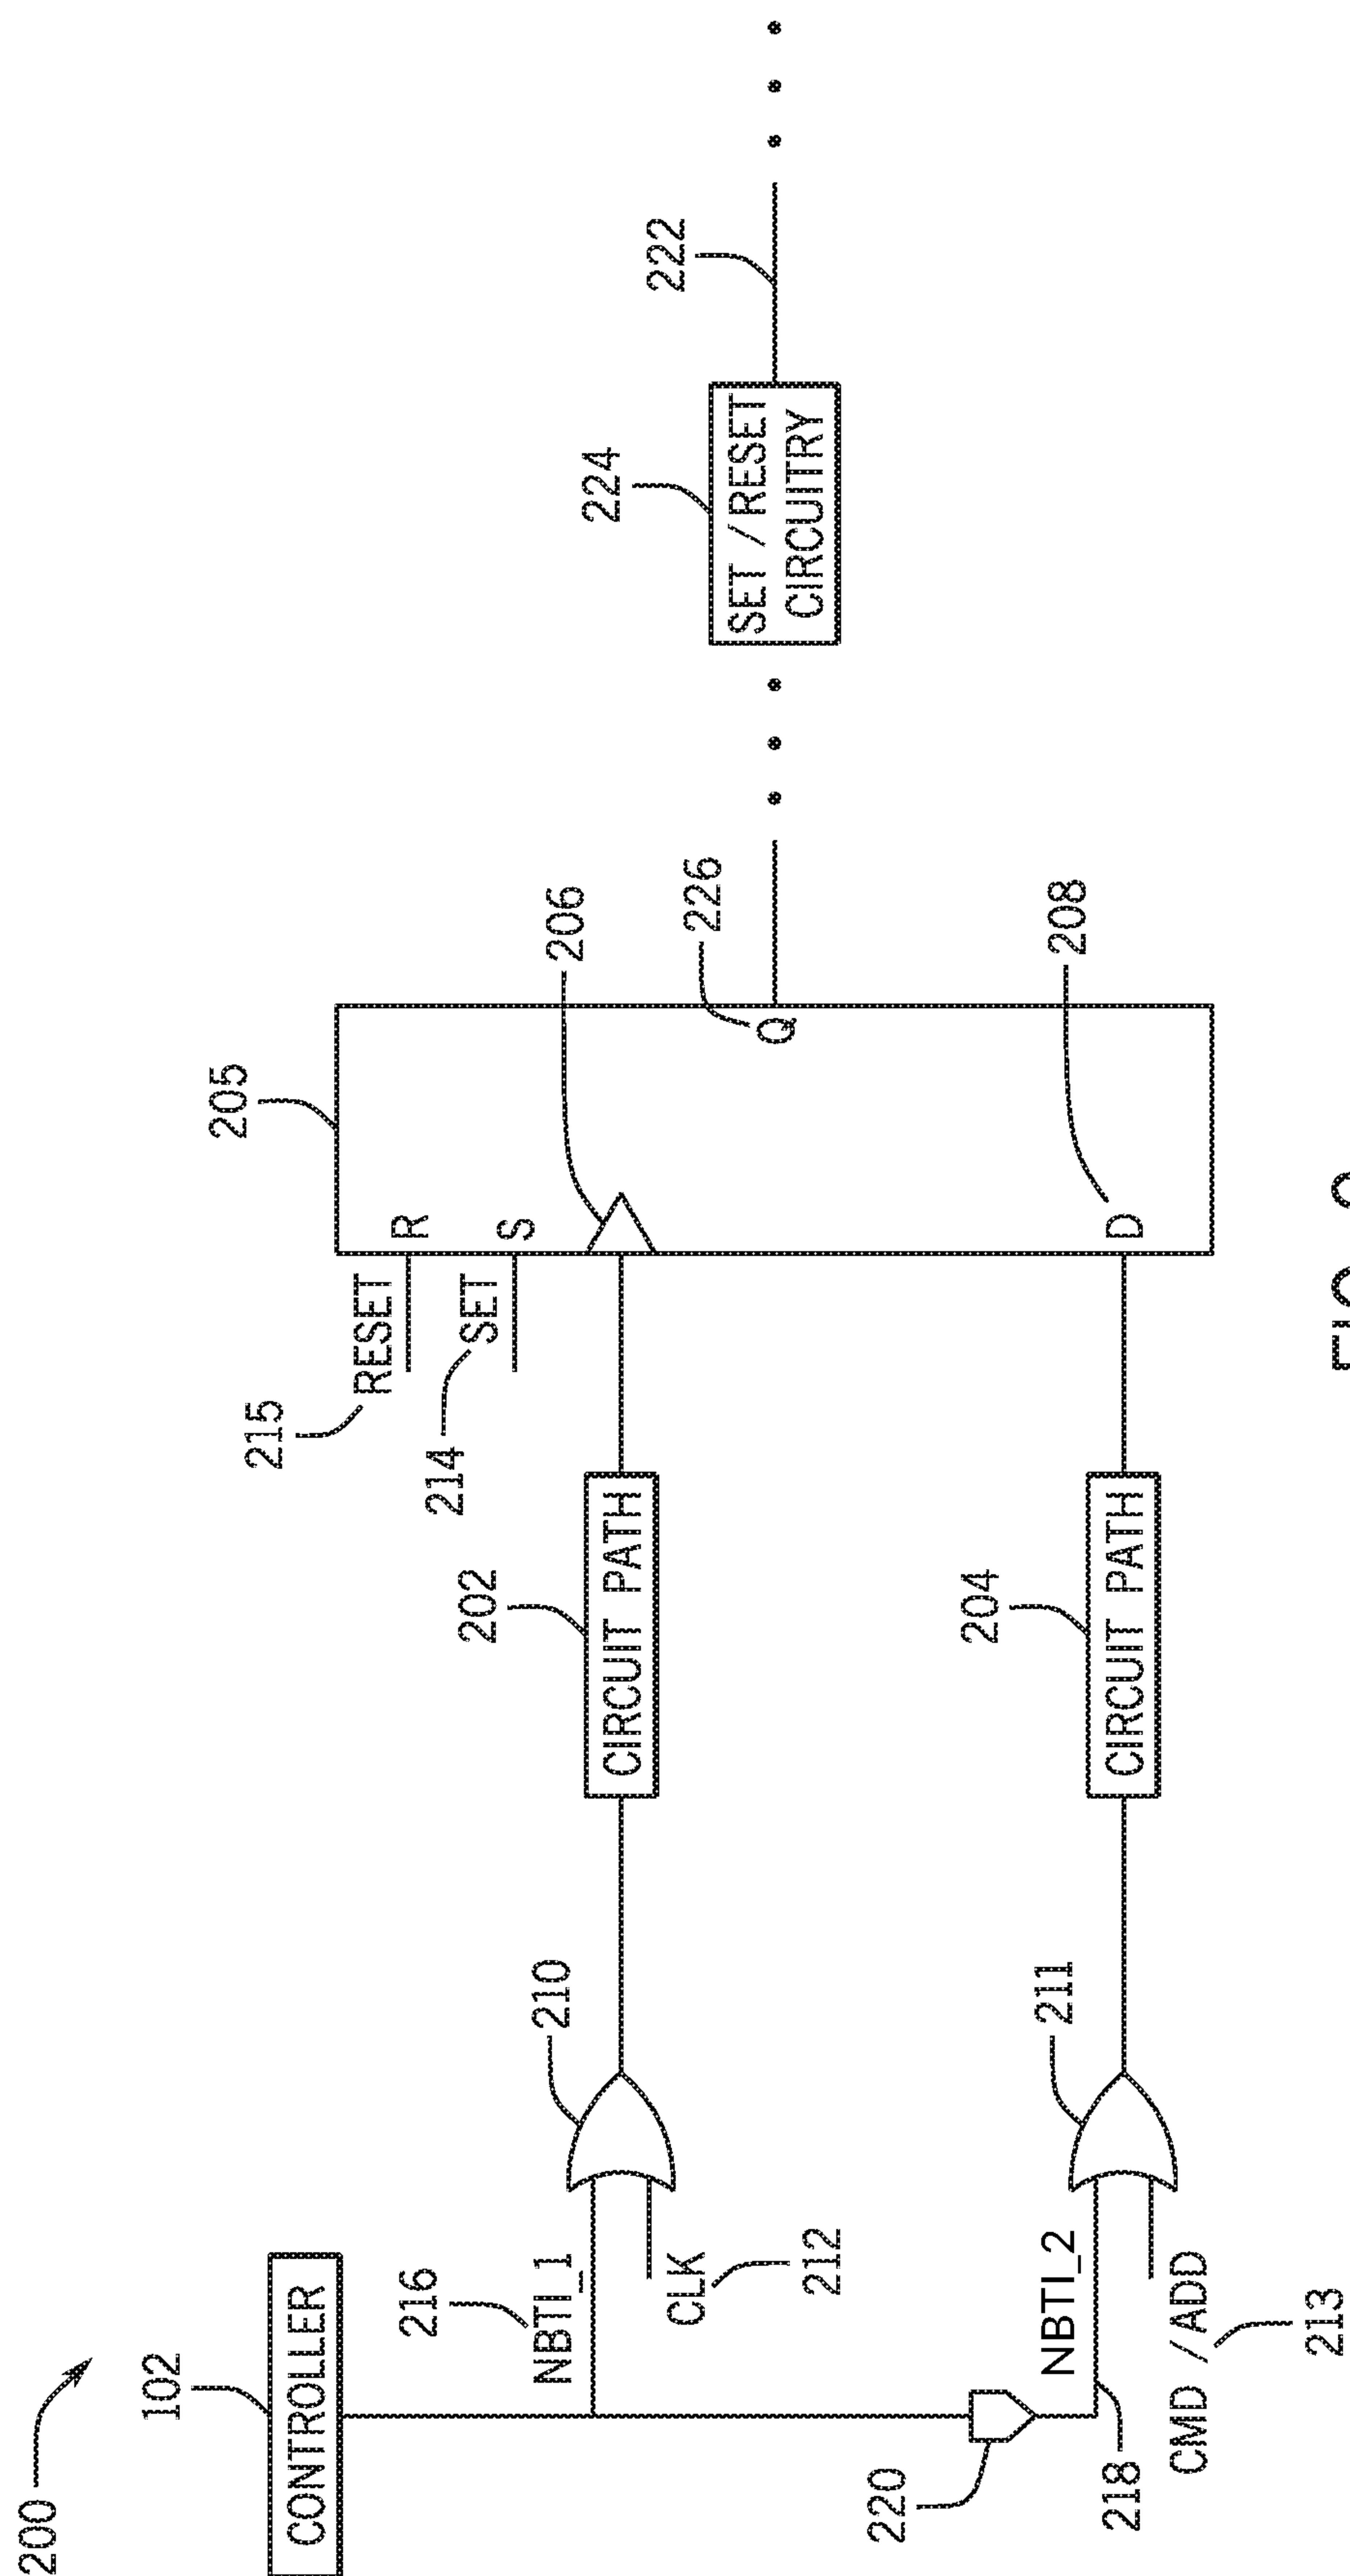 200
102
CONTROLLER
216
NBTI_1
CLK
212
210
202
CIRCUIT PATH
215
RESET
214
SET
R
S
205
206
Q
226
D
208
224
SET / RESET
CIRCUITRY
222
220
218
NBTI_2
CMD / ADD
213
211
204
CIRCUIT PATH